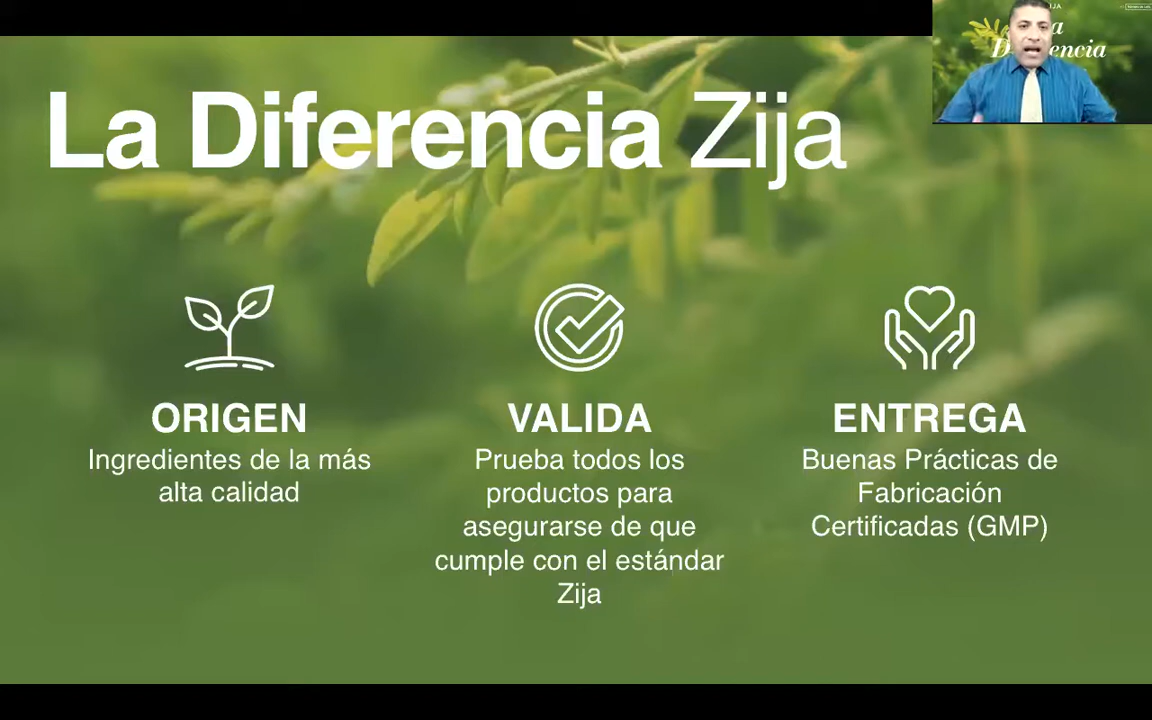 La Diferencia Zija
ORIGEN
Ingredientes de la más
alta calidad
VALIDA
Prueba todos los
productos para
asegurarse de que
cumple con el estándar
Zija
ENTREGA
Buenas Prácticas de
Fabricación
Certificadas (GMP)